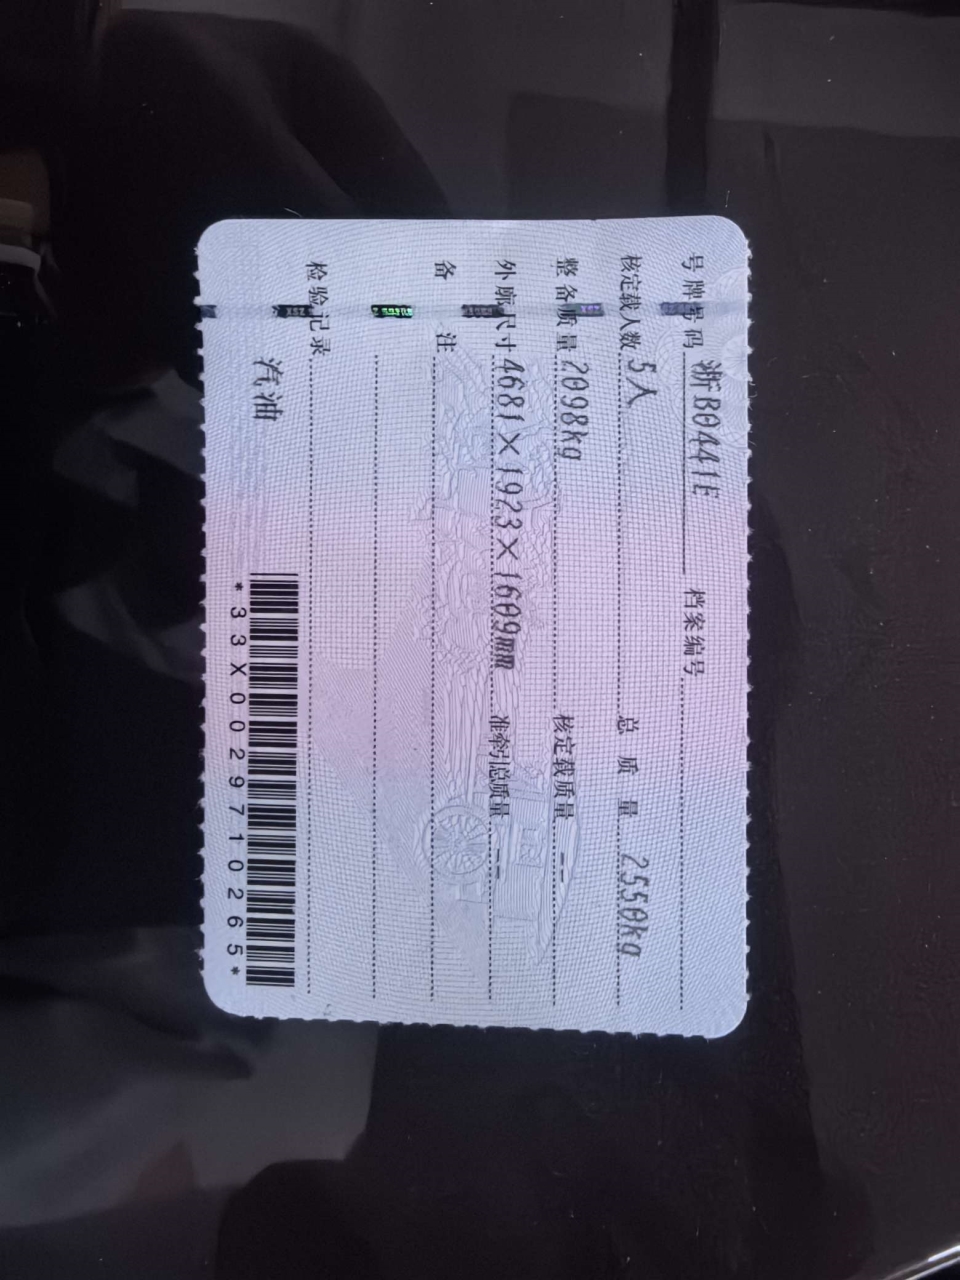 号牌号码 浙B0441E 档案编号
核定载人数 5人 总质量 2550kg
整备质量 2098kg 核定载质量 --
外廓尺寸 4681×1923×1609mm 准牵引总质量 --
备注
检验记录
汽油
*33X0029710265*